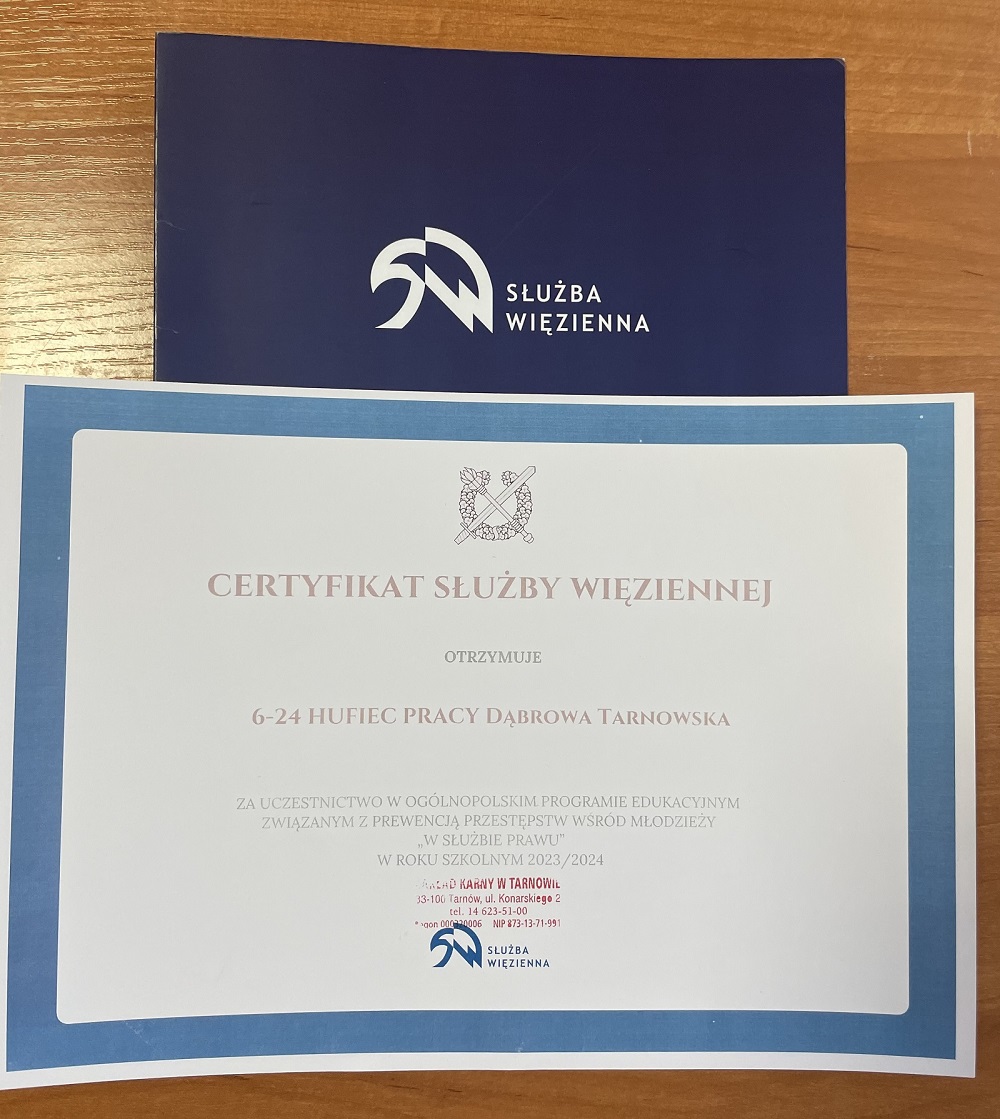 SŁUŻBA
WIĘZIENNA
CERTYFIKAT SŁUŻBY WIĘZIENNEJ
OTRZYMUJE
6-24 HUFIEC PRACY DĄBROWA TARNOWSKA
ZA UCZESTNICTWO W OGÓLNOPOLSKIM PROGRAMIE EDUKACYJNYM
ZWIĄZANYM Z PREWENCJĄ PRZESTĘPSTW WŚRÓD MŁODZIEŻY
„W SŁUŻBIE PRAWU”
W ROKU SZKOLNYM 2023/2024
KARNY W TARNOWIE
33-100 Tarnów, ul. Konarskiego 2
tel. 14 623-51-00
NIP 873-13-71-991
SŁUŻBA
WIĘZIENNA